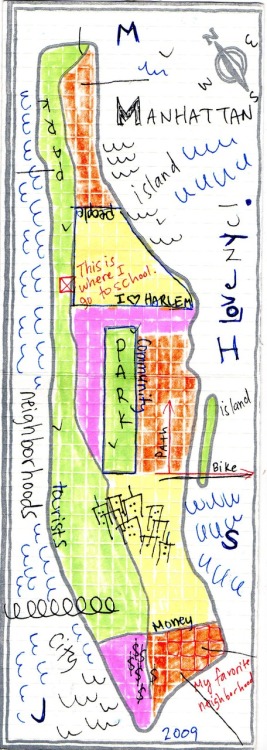 M
MANHATTAN
island
S
W
I LOVE NYC!
people
This is
where I
go to school.
I ♡ HARLEM
PARK
Community
PATH
island
Bike
neighborhoods
tourists
S
Money
City
My favorite
neighborhood
2009